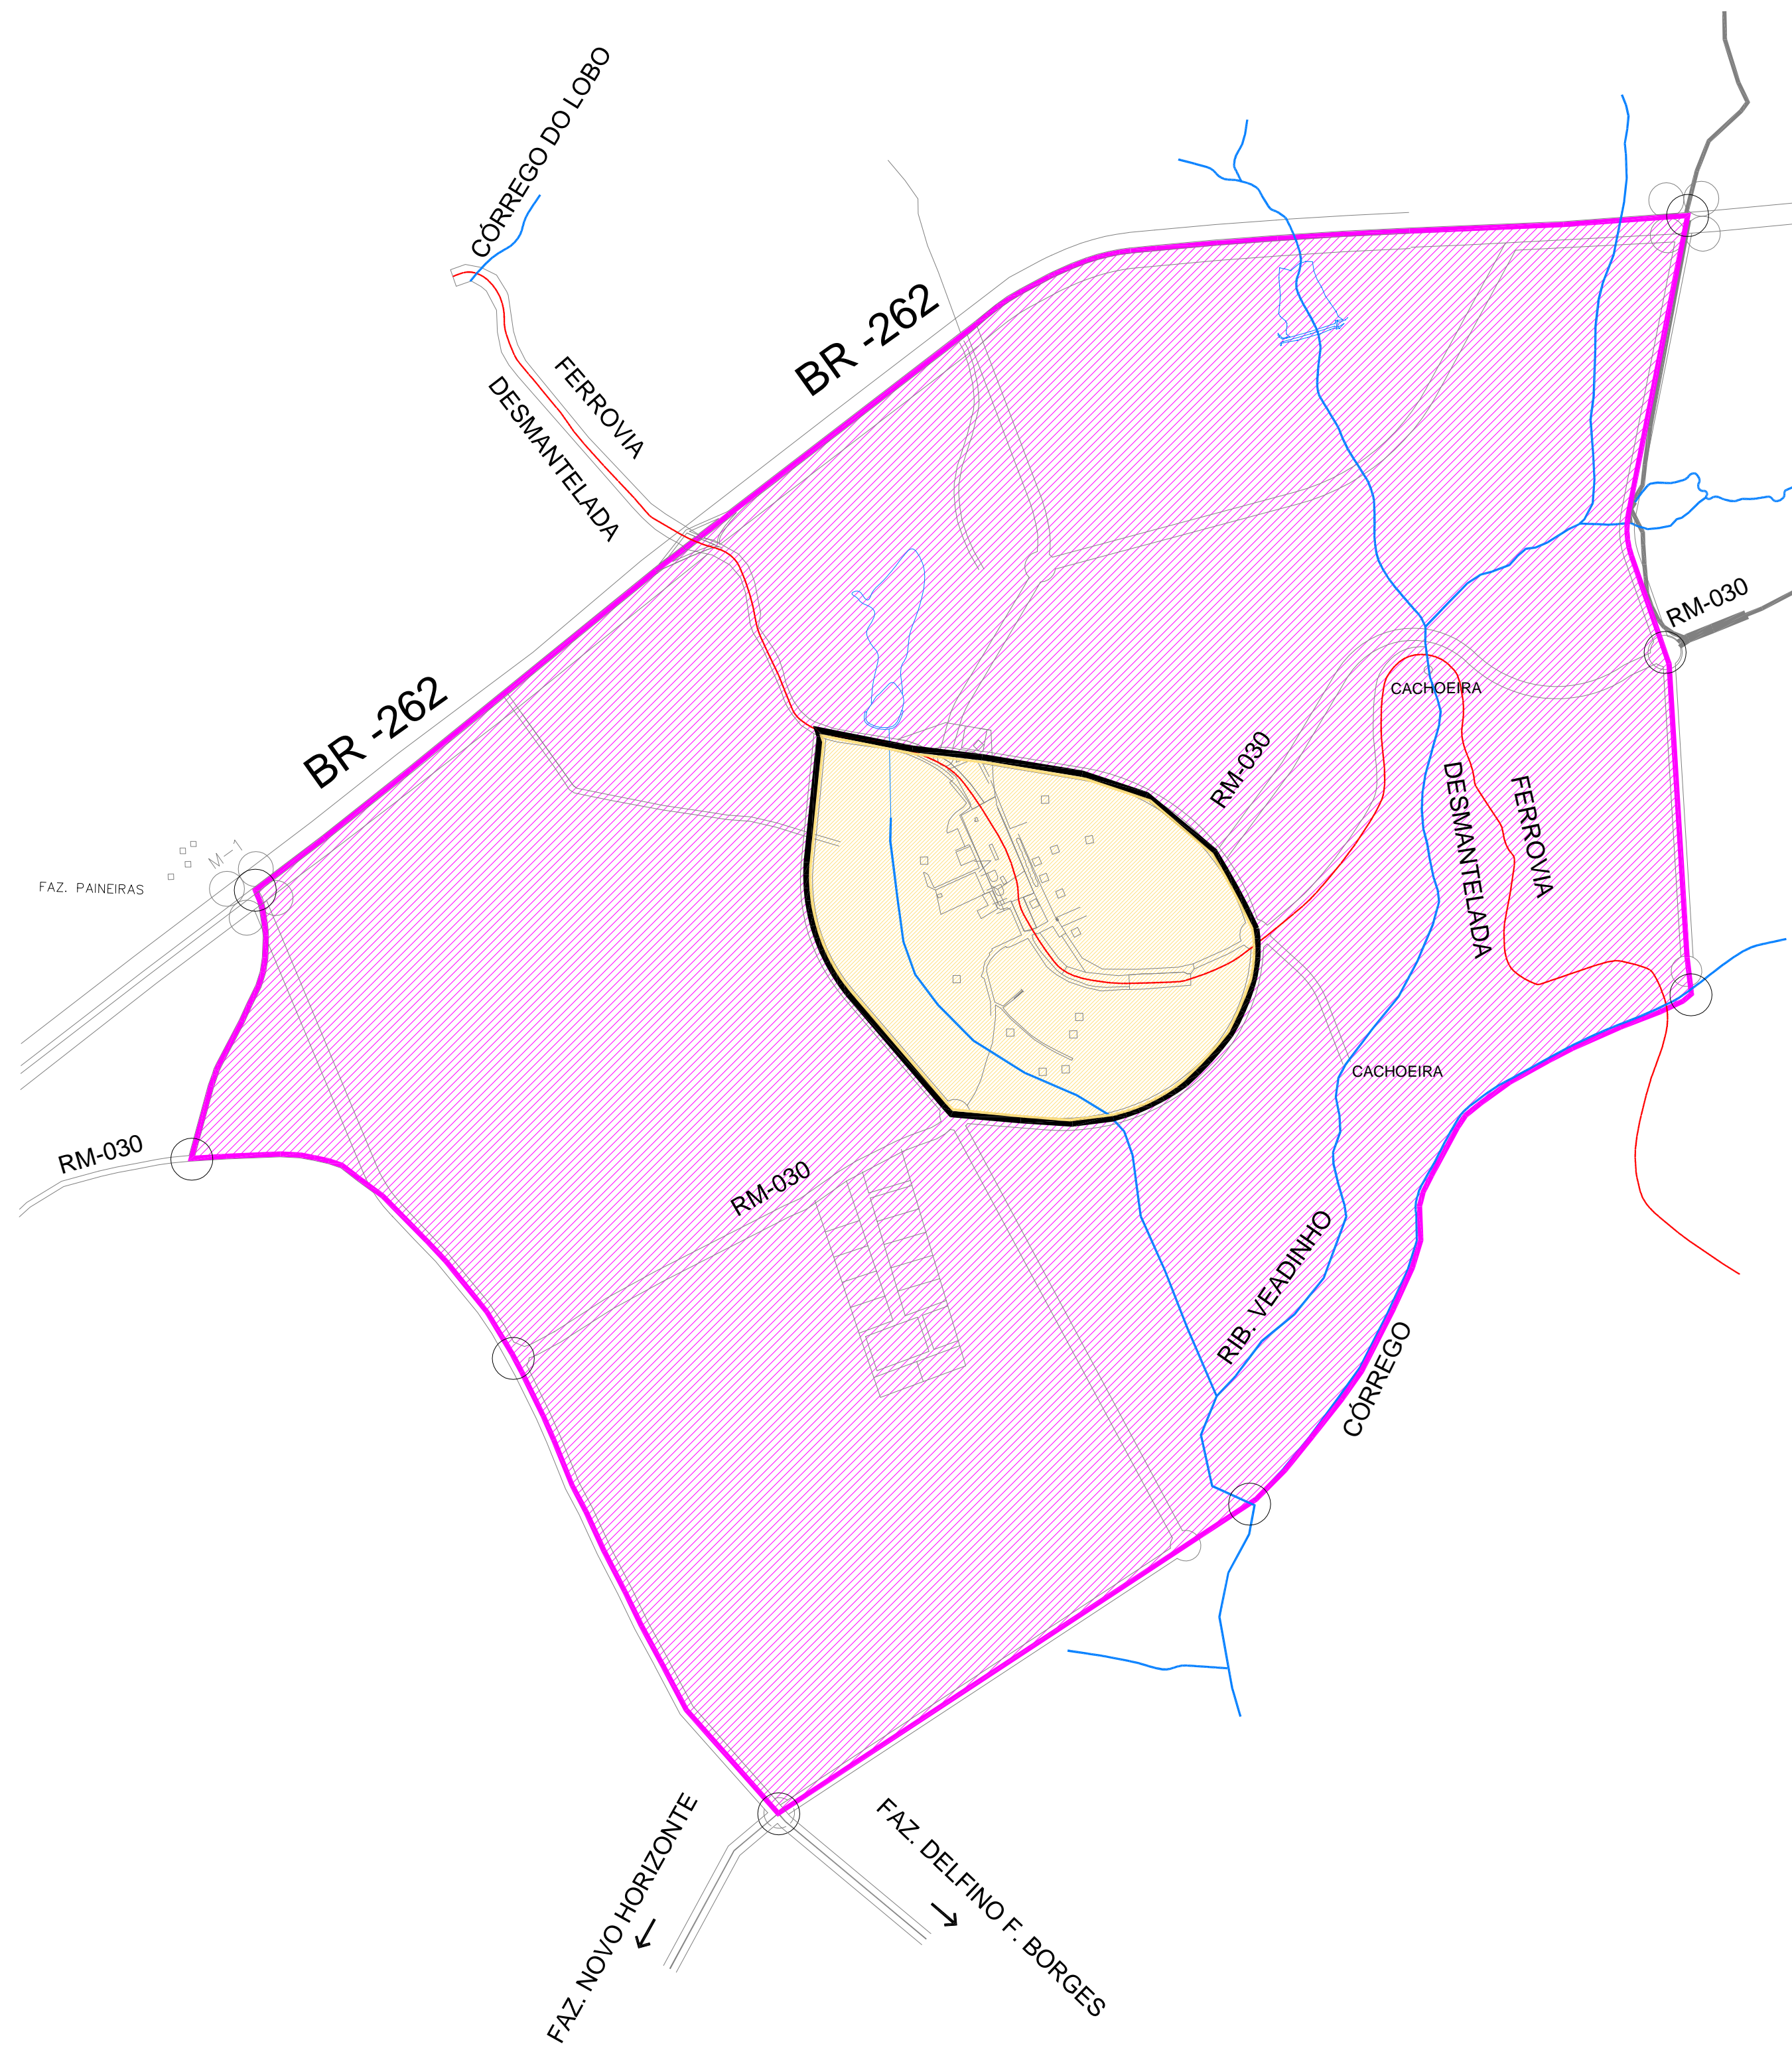 CÓRREGO DO LOBO
FERROVIA
DESMANTELADA
BR -262
BR -262
RM-030
CACHOEIRA
RM-030
DESMANTELADA
FERROVIA
M-1
FAZ. PAINEIRAS
CACHOEIRA
RM-030
RM-030
RIB. VEADINHO
CÓRREGO
FAZ. NOVO HORIZONTE
FAZ. DELFINO F. BORGES